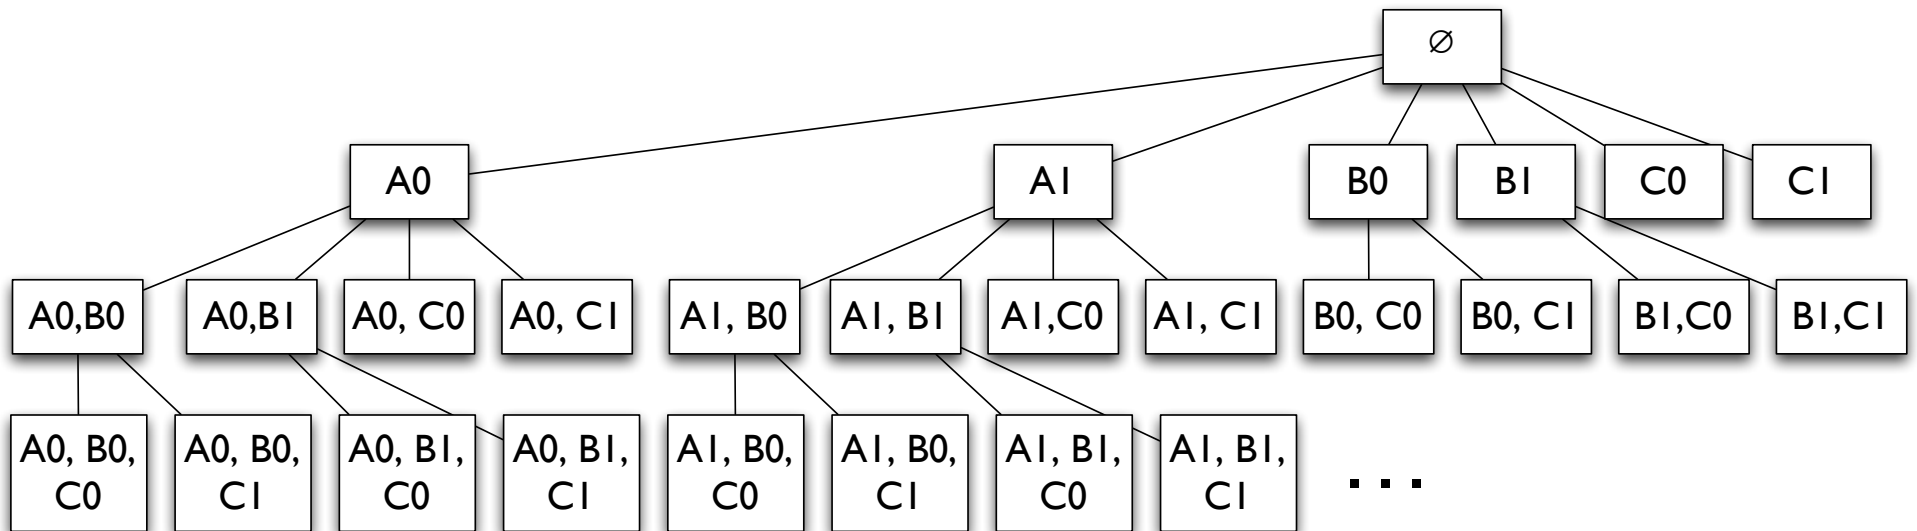 ∅
A0
A1
B0
B1
C0
C1
A0,B0
A0,B1
A0, C0
A0, C1
A1, B0
A1, B1
A1,C0
A1, C1
B0, C0
B0, C1
B1,C0
B1,C1
A0, B0,
C0
A0, B0,
C1
A0, B1,
C0
A0, B1,
C1
A1, B0,
C0
A1, B0,
C1
A1, B1,
C0
A1, B1,
C1
. . .